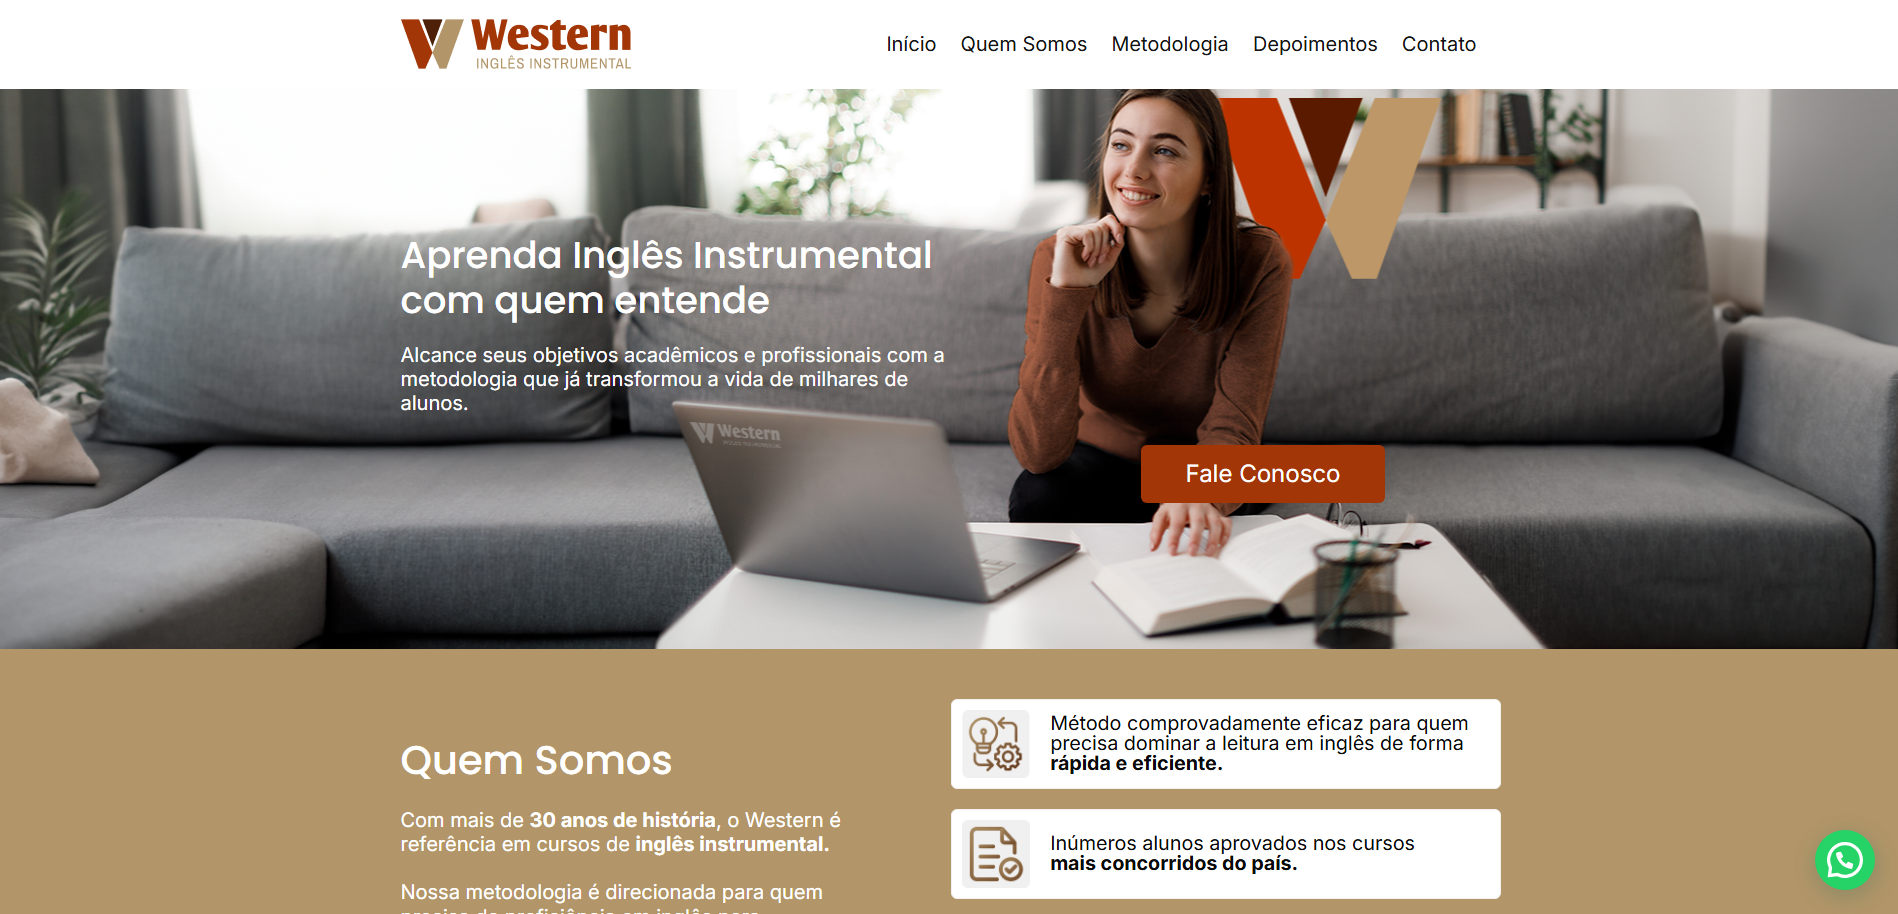 Western
INGLÊS INSTRUMENTAL
Início Quem Somos Metodologia Depoimentos Contato
Aprenda Inglês Instrumental
com quem entende
Alcance seus objetivos acadêmicos e profissionais com a
metodologia que já transformou a vida de milhares de
alunos.
Western
Fale Conosco
Quem Somos
Com mais de 30 anos de história, o Western é
referência em cursos de inglês instrumental.
Nossa metodologia é direcionada para quem
Método comprovadamente eficaz para quem
precisa dominar a leitura em inglês de forma
rápida e eficiente.
Inúmeros alunos aprovados nos cursos
mais concorridos do país.